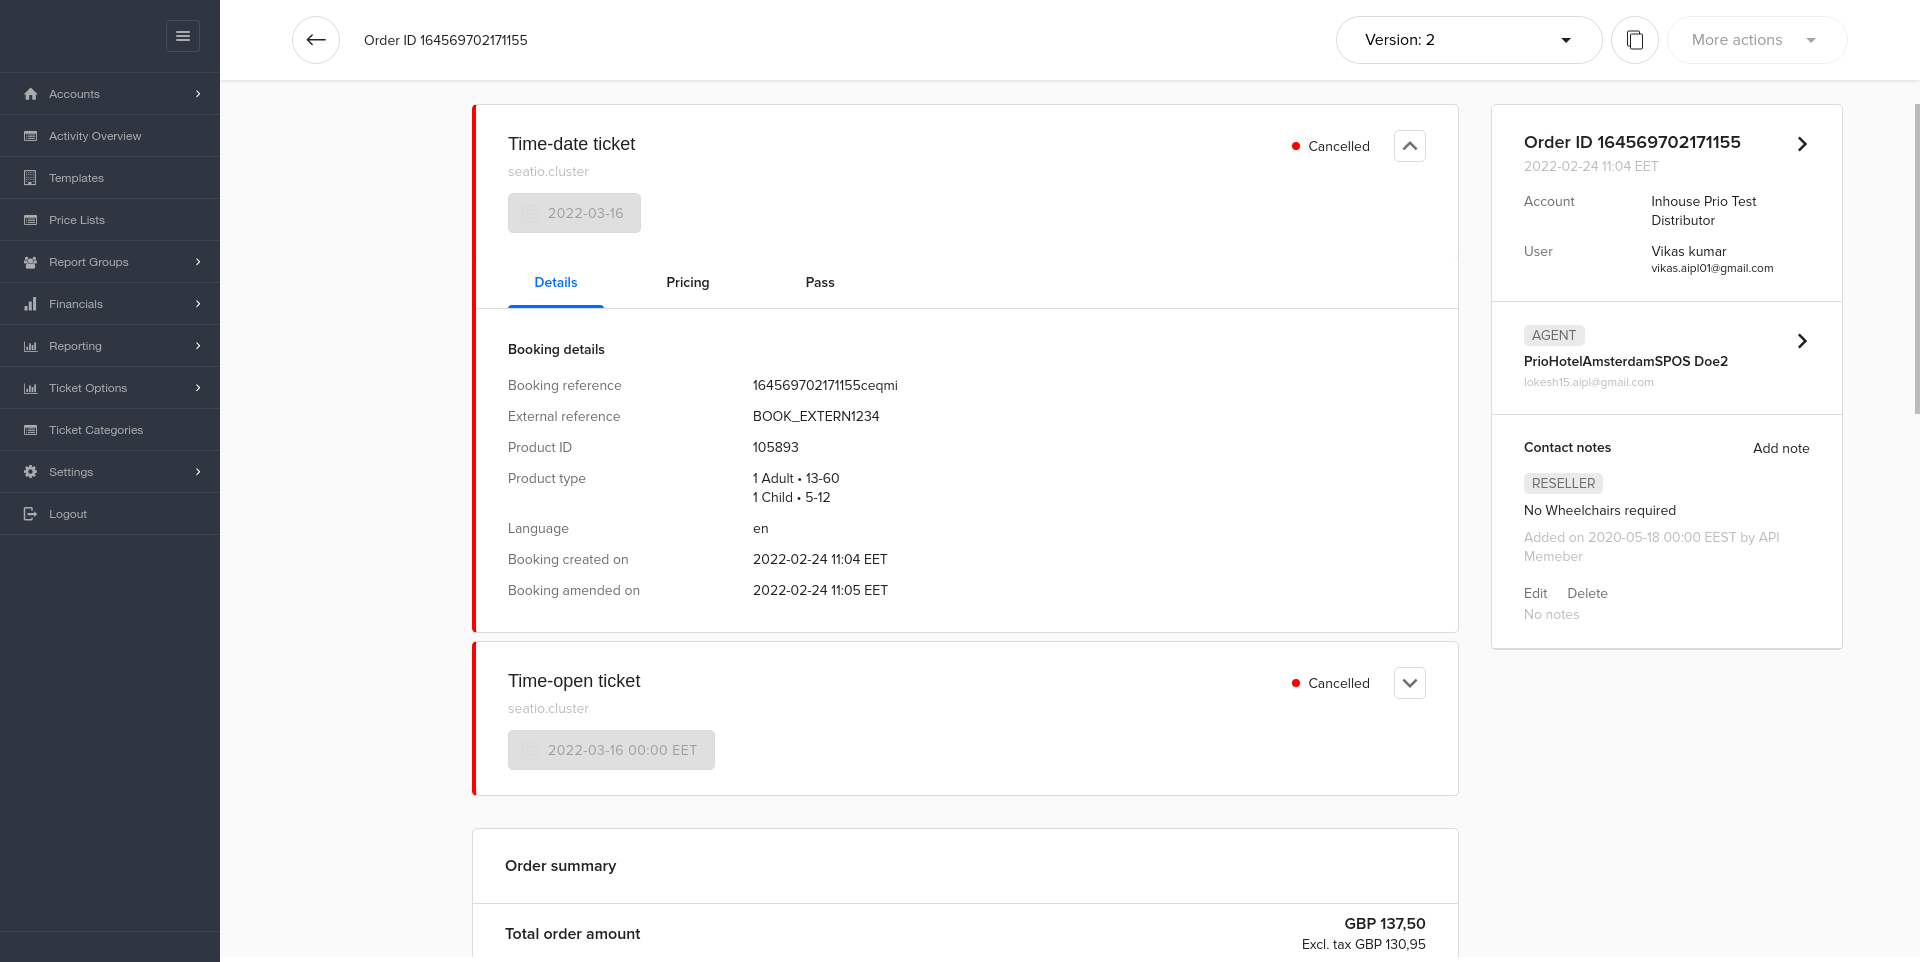 Order ID 164569702171155
Version: 2
More actions
Accounts
Activity Overview
Templates
Price Lists
Report Groups
Financials
Reporting
Ticket Options
Ticket Categories
Settings
Logout
Time-date ticket
Cancelled
seatio.cluster
2022-03-16
Details
Pricing
Pass
Booking details
Booking reference 164569702171155ceqmi
External reference BOOK_EXTERN1234
Product ID 105893
Product type 1 Adult • 13-60
1 Child • 5-12
Language en
Booking created on 2022-02-24 11:04 EET
Booking amended on 2022-02-24 11:05 EET
Time-open ticket
Cancelled
seatio.cluster
2022-03-16 00:00 EET
Order summary
Total order amount GBP 137,50
Excl. tax GBP 130,95
Order ID 164569702171155
2022-02-24 11:04 EET
Account Inhouse Prio Test
Distributor
User Vikas kumar
vikas.aipl01@gmail.com
AGENT
PrioHotelAmsterdamSPOS Doe2
lokesh15.aipl@gmail.com
Contact notes Add note
RESELLER
No Wheelchairs required
Added on 2020-05-18 00:00 EEST by API
Memeber
Edit Delete
No notes